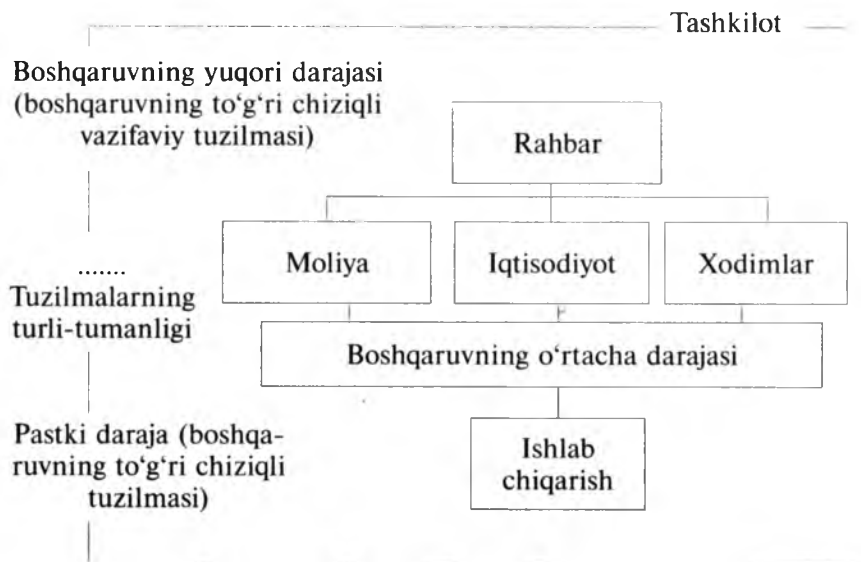 Tashkilot
Boshqaruvning yuqori darajasi
(boshqaruvning to‘g‘ri chiziqli
vazifaviy tuzilmasi)
Rahbar
Moliya
Iqtisodiyot
Xodimlar
.......
Tuzilmalarning
turli-tumanligi
Boshqaruvning o‘rtacha darajasi
Pastki daraja (boshqa-
ruvning to‘g‘ri chiziqli
tuzilmasi)
Ishlab
chiqarish